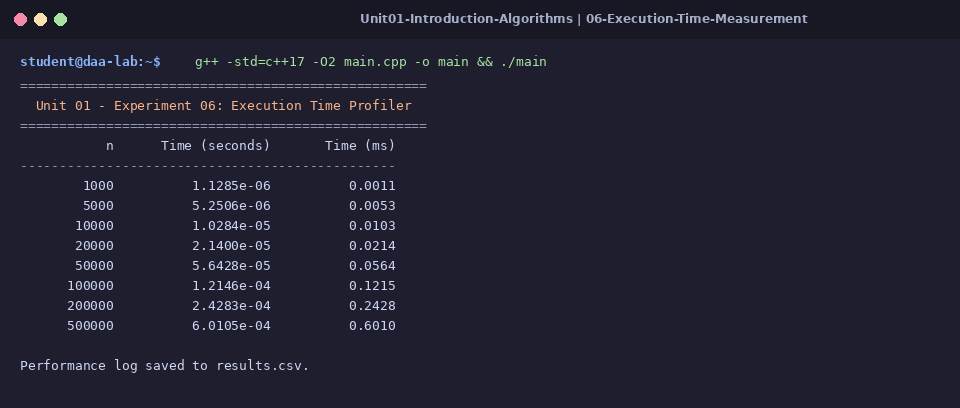 Unit01-Introduction-Algorithms | 06-Execution-Time-Measurement
student@daa-lab:~$ g++ -std=c++17 -O2 main.cpp -o main && ./main
====================================================
  Unit 01 - Experiment 06: Execution Time Profiler
====================================================
           n      Time (seconds)       Time (ms)
------------------------------------------------
        1000          1.1285e-06          0.0011
        5000          5.2506e-06          0.0053
       10000          1.0284e-05          0.0103
       20000          2.1400e-05          0.0214
       50000          5.6428e-05          0.0564
      100000          1.2146e-04          0.1215
      200000          2.4283e-04          0.2428
      500000          6.0105e-04          0.6010
Performance log saved to results.csv.